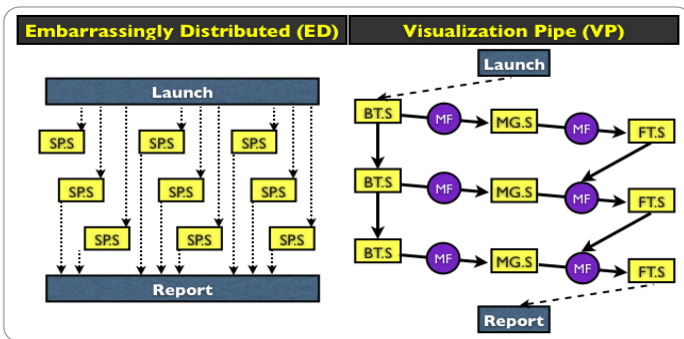 Embarrassingly Distributed (ED)
Launch
SP.S SP.S SP.S
SP.S SP.S SP.S
SP.S SP.S SP.S
Report
Visualization Pipe (VP)
Launch
BT.S MF MG.S MF FT.S
BT.S MF MG.S MF FT.S
BT.S MF MG.S MF FT.S
Report